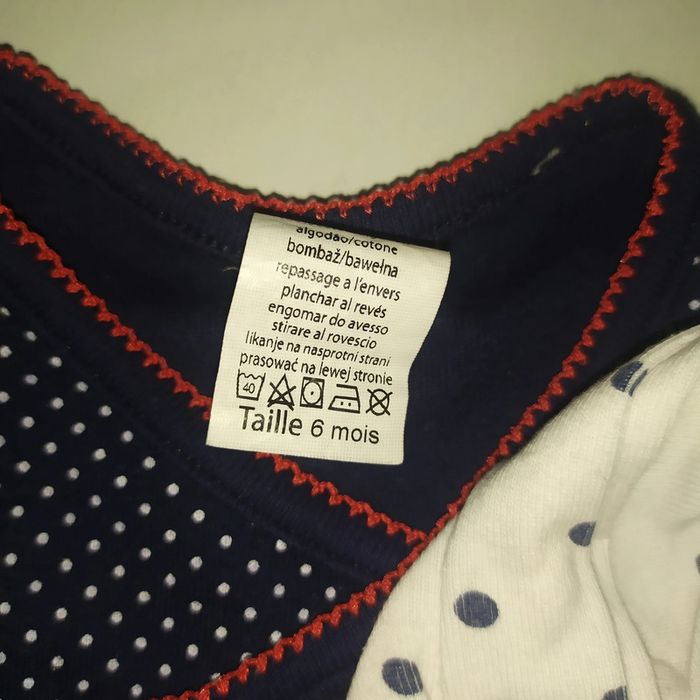 algodão/cotone
bombaž/bawełna
repassage a l'envers
planchar al revés
engomar do avesso
stirare al rovescio
likanje na nasprotni strani
prasować na lewej stronie
40
Taille 6 mois